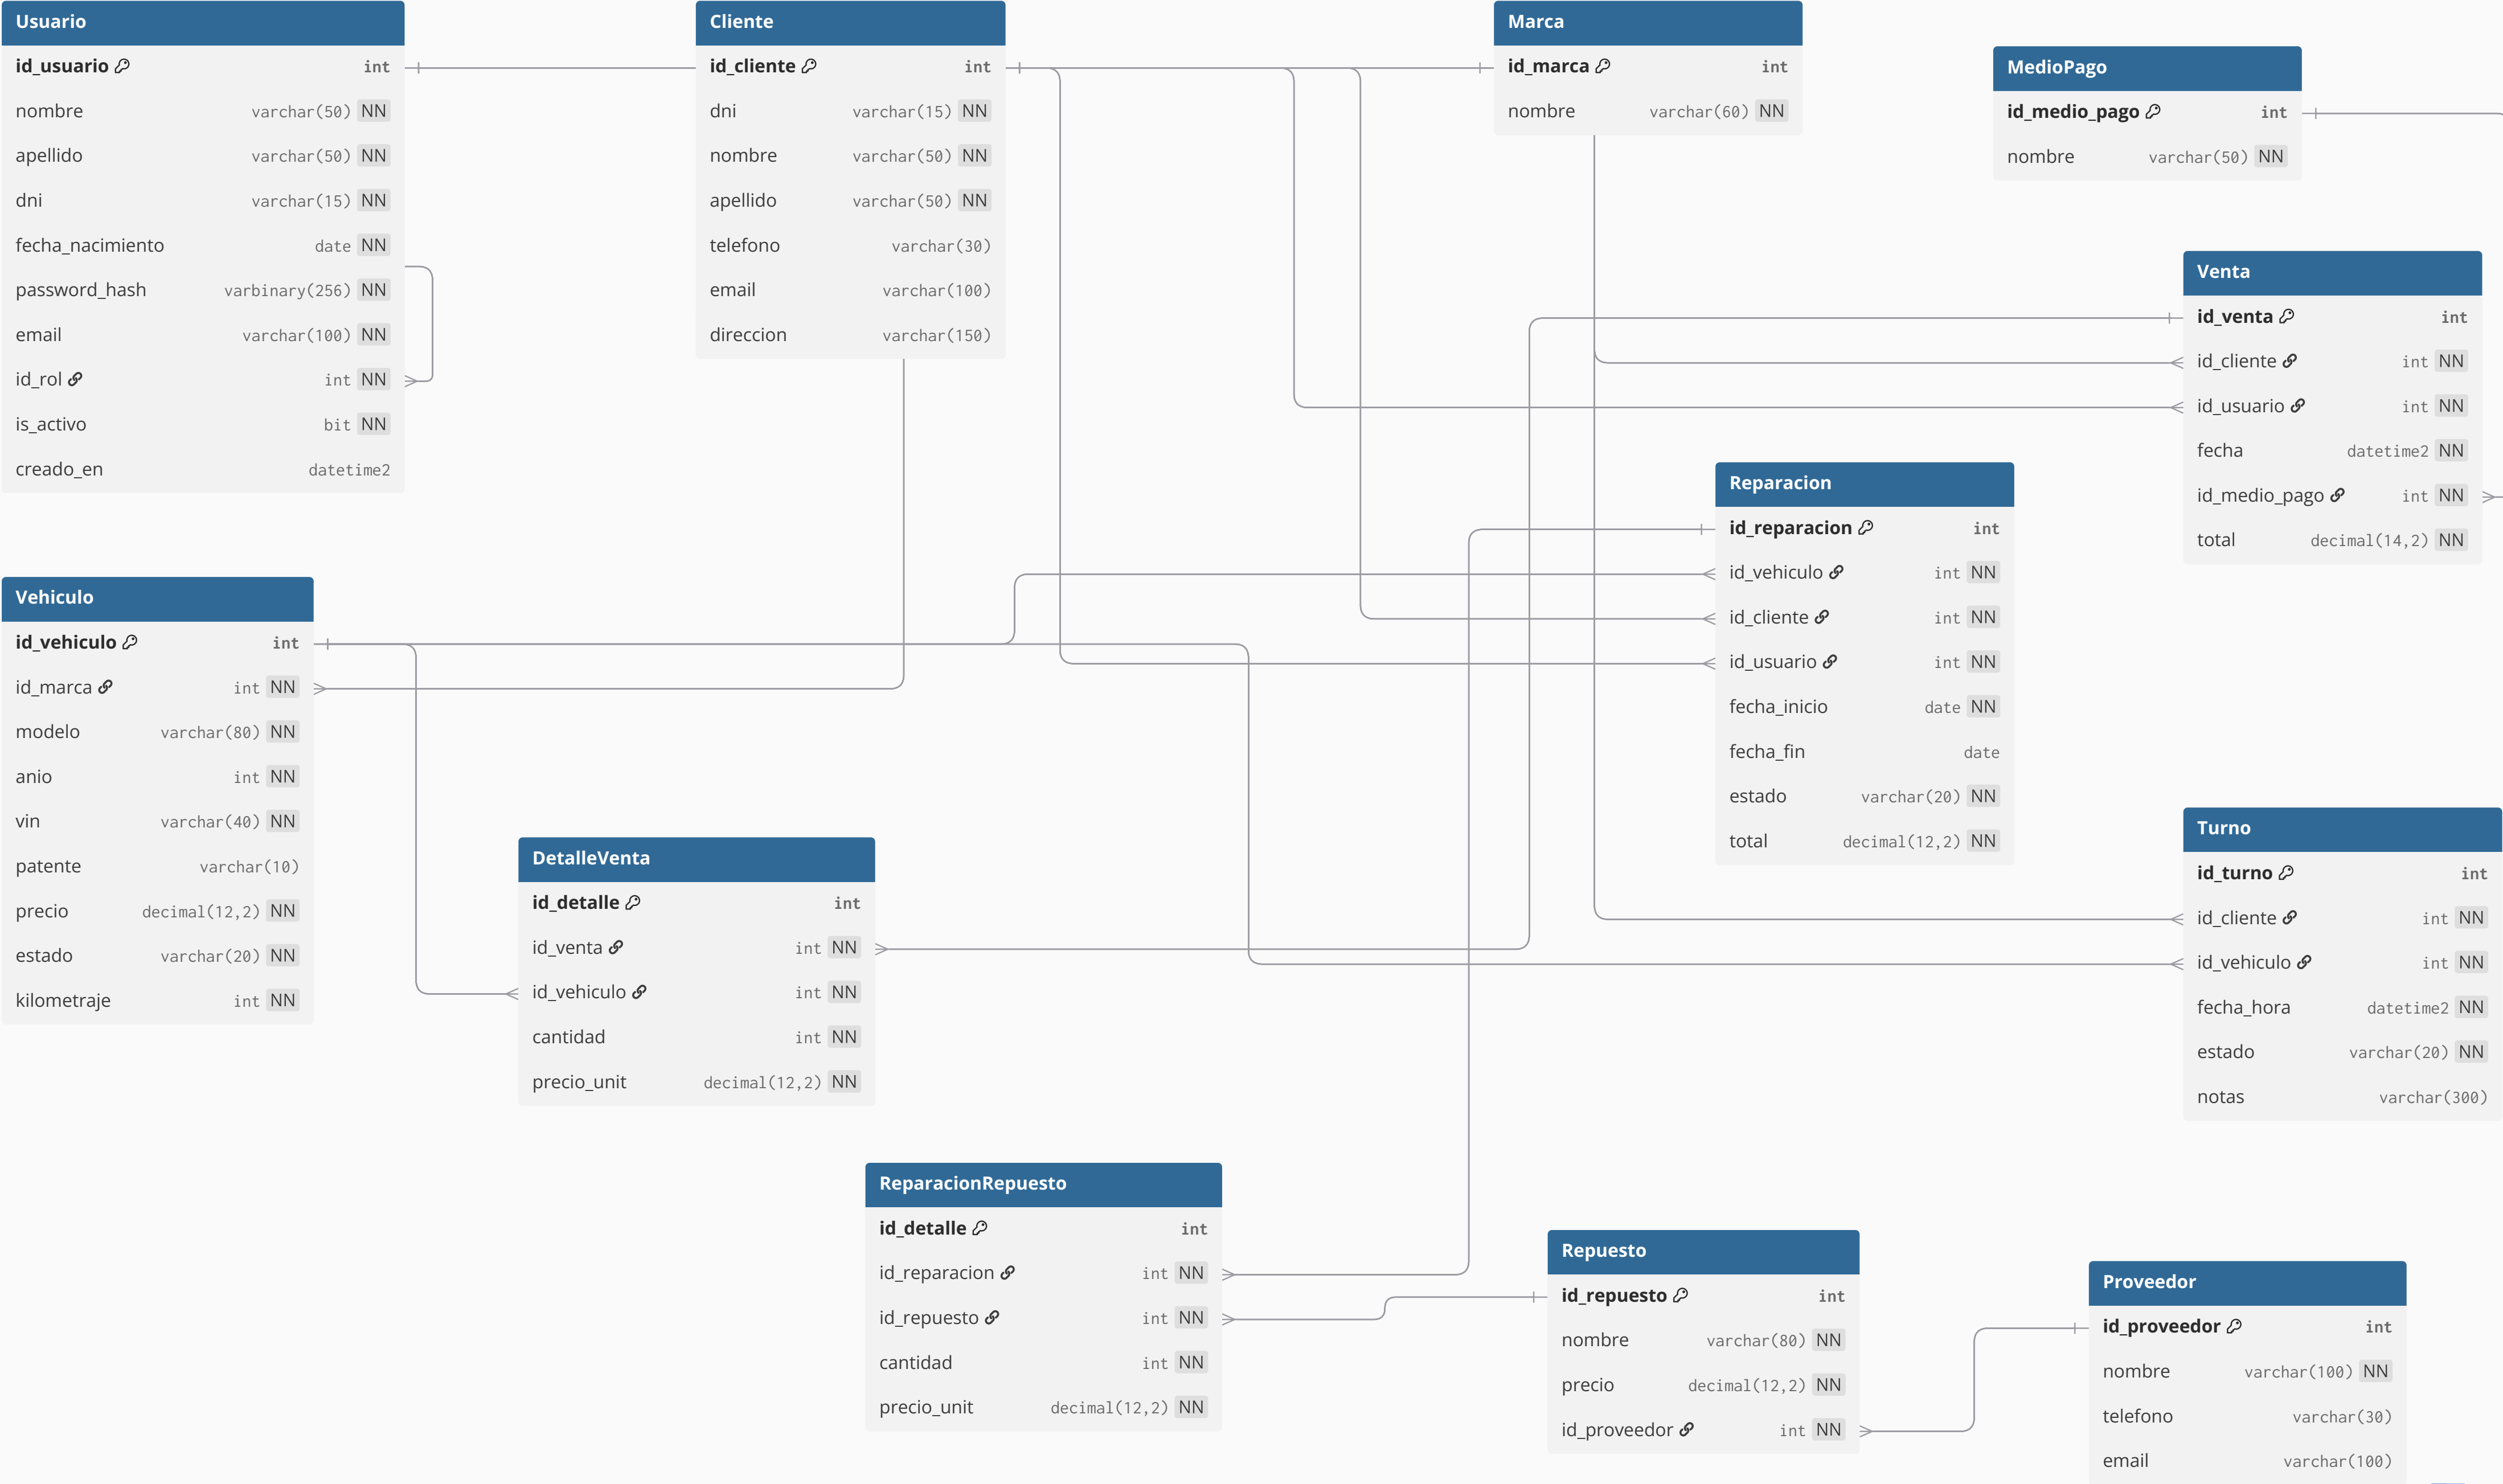 Usuario
id_usuario int
nombre varchar(50) NN
apellido varchar(50) NN
dni varchar(15) NN
fecha_nacimiento date NN
password_hash varbinary(256) NN
email varchar(100) NN
id_rol int NN
is_activo bit NN
creado_en datetime2
Cliente
id_cliente int
dni varchar(15) NN
nombre varchar(50) NN
apellido varchar(50) NN
telefono varchar(30)
email varchar(100)
direccion varchar(150)
Marca
id_marca int
nombre varchar(60) NN
MedioPago
id_medio_pago int
nombre varchar(50) NN
Venta
id_venta int
id_cliente int NN
id_usuario int NN
fecha datetime2 NN
id_medio_pago int NN
total decimal(14,2) NN
Reparacion
id_reparacion int
id_vehiculo int NN
id_cliente int NN
id_usuario int NN
fecha_inicio date NN
fecha_fin date
estado varchar(20) NN
total decimal(12,2) NN
Vehiculo
id_vehiculo int
id_marca int NN
modelo varchar(80) NN
anio int NN
vin varchar(40) NN
patente varchar(10)
precio decimal(12,2) NN
estado varchar(20) NN
kilometraje int NN
DetalleVenta
id_detalle int
id_venta int NN
id_vehiculo int NN
cantidad int NN
precio_unit decimal(12,2) NN
Turno
id_turno int
id_cliente int NN
id_vehiculo int NN
fecha_hora datetime2 NN
estado varchar(20) NN
notas varchar(300)
ReparacionRepuesto
id_detalle int
id_reparacion int NN
id_repuesto int NN
cantidad int NN
precio_unit decimal(12,2) NN
Repuesto
id_repuesto int
nombre varchar(80) NN
precio decimal(12,2) NN
id_proveedor int NN
Proveedor
id_proveedor int
nombre varchar(100) NN
telefono varchar(30)
email varchar(100)